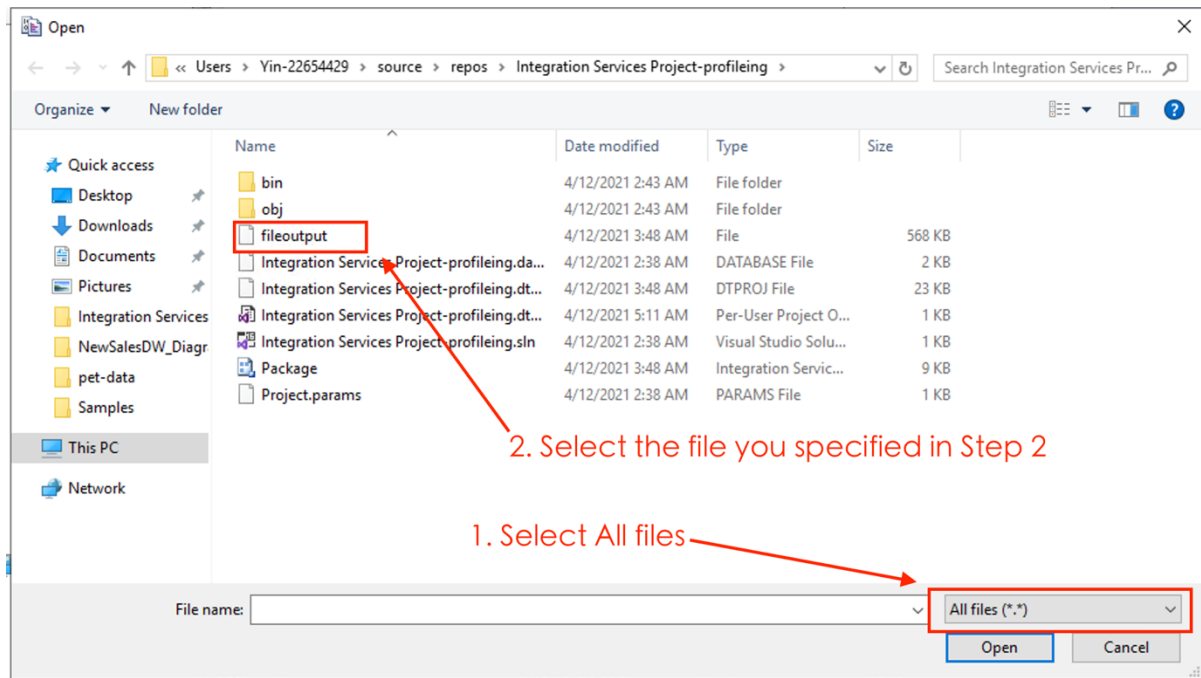 Open
« Users > Yin-22654429 > source > repos > Integration Services Project-profileing >
Search Integration Services Pr...
Organize
New folder
Name Date modified Type Size
Quick access
Desktop
Downloads
Documents
Pictures
Integration Services
NewSalesDW_Diagr
pet-data
Samples
This PC
Network
bin 4/12/2021 2:43 AM File folder
obj 4/12/2021 2:43 AM File folder
fileoutput 4/12/2021 3:48 AM File 568 KB
Integration Services Project-profileing.da... 4/12/2021 2:38 AM DATABASE File 2 KB
Integration Services Project-profileing.dt... 4/12/2021 3:48 AM DTPROJ File 23 KB
Integration Services Project-profileing.dt... 4/12/2021 5:11 AM Per-User Project O... 1 KB
Integration Services Project-profileing.sln 4/12/2021 2:38 AM Visual Studio Solu... 1 KB
Package 4/12/2021 3:48 AM Integration Servic... 9 KB
Project.params 4/12/2021 2:38 AM PARAMS File 1 KB
2. Select the file you specified in Step 2
1. Select All files
File name:
All files (*.*)
Open
Cancel